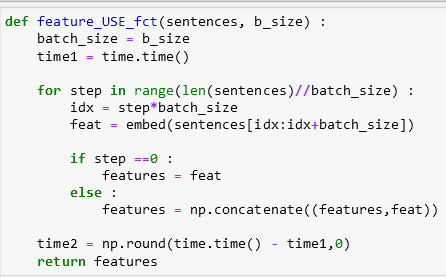 def feature_USE_fct(sentences, b_size) :
    batch_size = b_size
    time1 = time.time()

    for step in range(len(sentences)//batch_size) :
        idx = step*batch_size
        feat = embed(sentences[idx:idx+batch_size])

        if step ==0 :
            features = feat
        else :
            features = np.concatenate((features,feat))

    time2 = np.round(time.time() - time1,0)
    return features